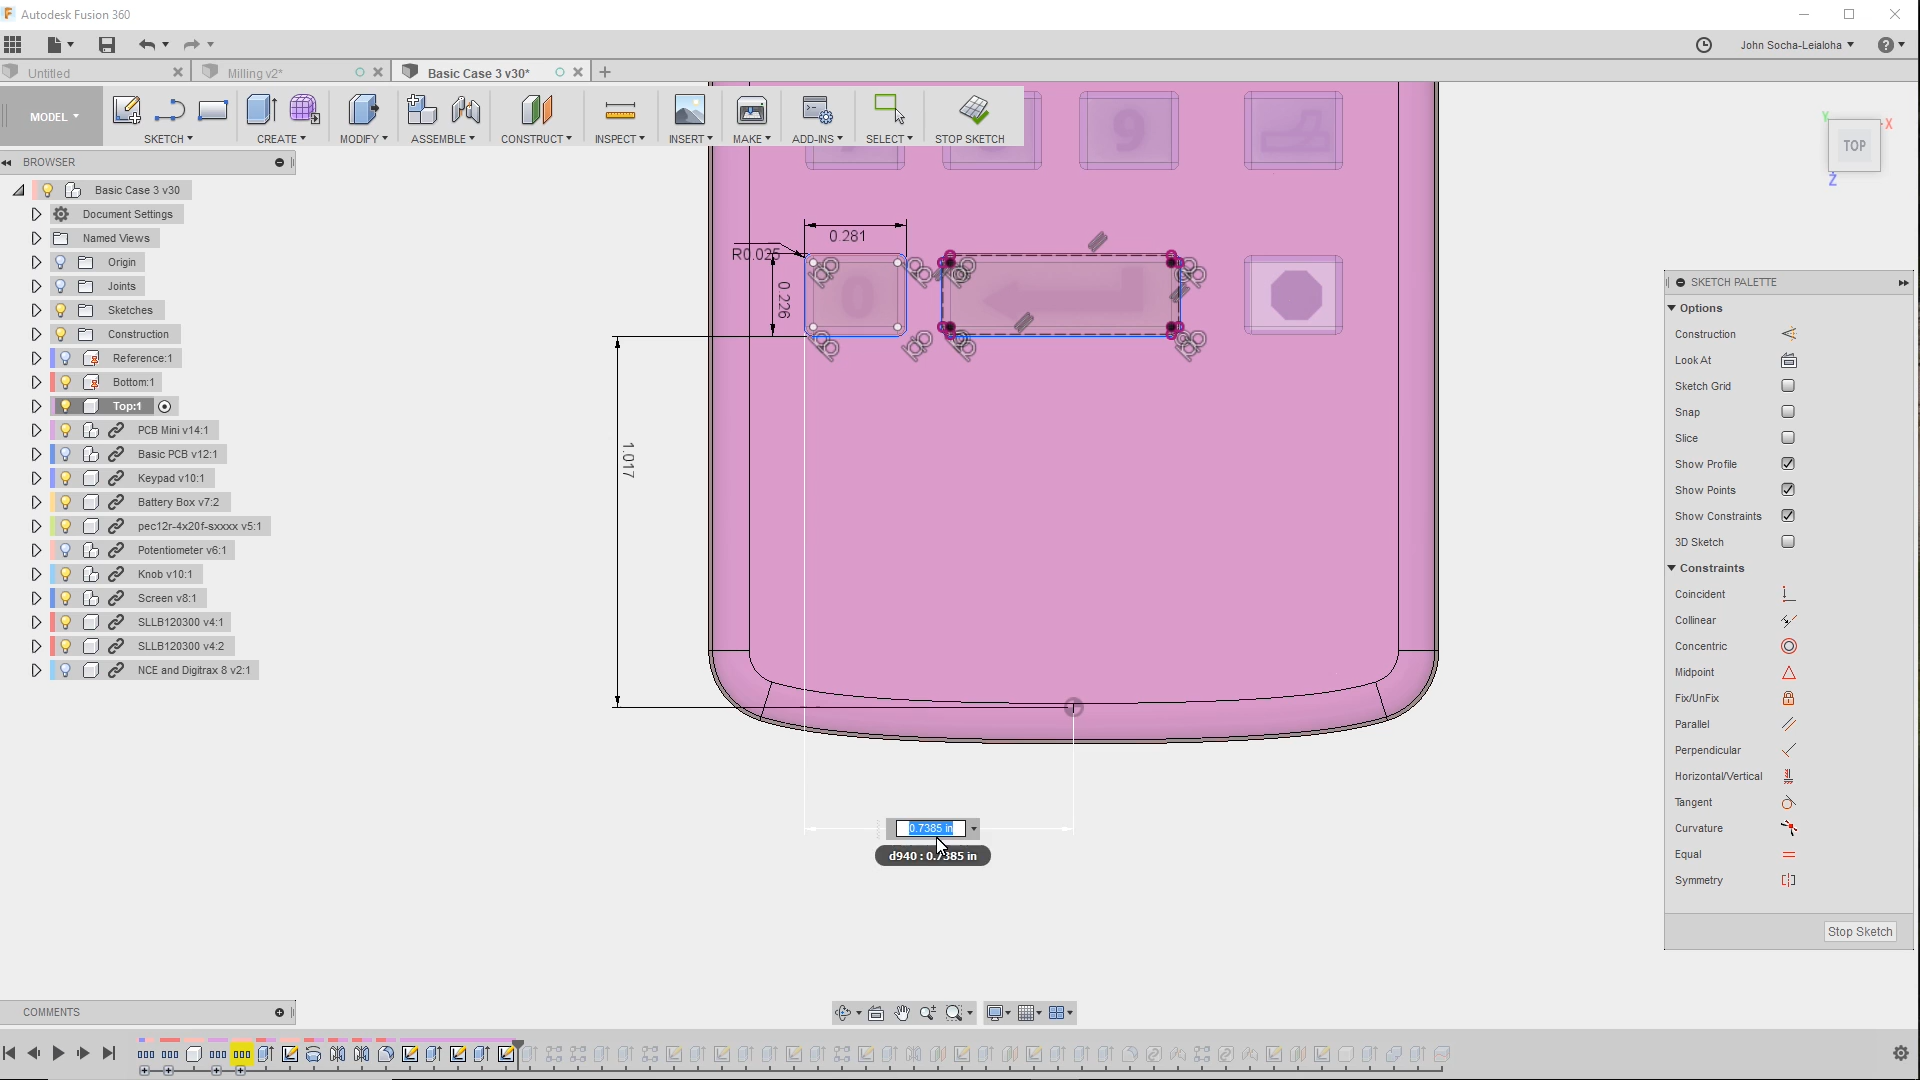 Autodesk Fusion 360
John Socha-Leialoha
Untitled
Milling v2*
Basic Case 3 v30*
MODEL
SKETCH
CREATE
MODIFY
ASSEMBLE
CONSTRUCT
INSPECT
INSERT
MAKE
ADD-INS
SELECT
STOP SKETCH
BROWSER
Basic Case 3 v30
Document Settings
Named Views
Origin
Joints
Sketches
Construction
Reference:1
Bottom:1
Top:1
PCB Mini v14:1
Basic PCB v12:1
Keypad v10:1
Battery Box v7:2
pec12r-4x20f-sxxxx v5:1
Potentiometer v6:1
Knob v10:1
Screen v8:1
SLLB120300 v4:1
SLLB120300 v4:2
NCE and Digitrax 8 v2:1
9
0.281
R0.025
0.226
0
1.017
0.7385 in
d940 : 0.7385 in
Y
X
TOP
Z
SKETCH PALETTE
Options
Construction
Look At
Sketch Grid
Snap
Slice
Show Profile
Show Points
Show Constraints
3D Sketch
Constraints
Coincident
Collinear
Concentric
Midpoint
Fix/UnFix
Parallel
Perpendicular
Horizontal/Vertical
Tangent
Curvature
Equal
Symmetry
Stop Sketch
COMMENTS